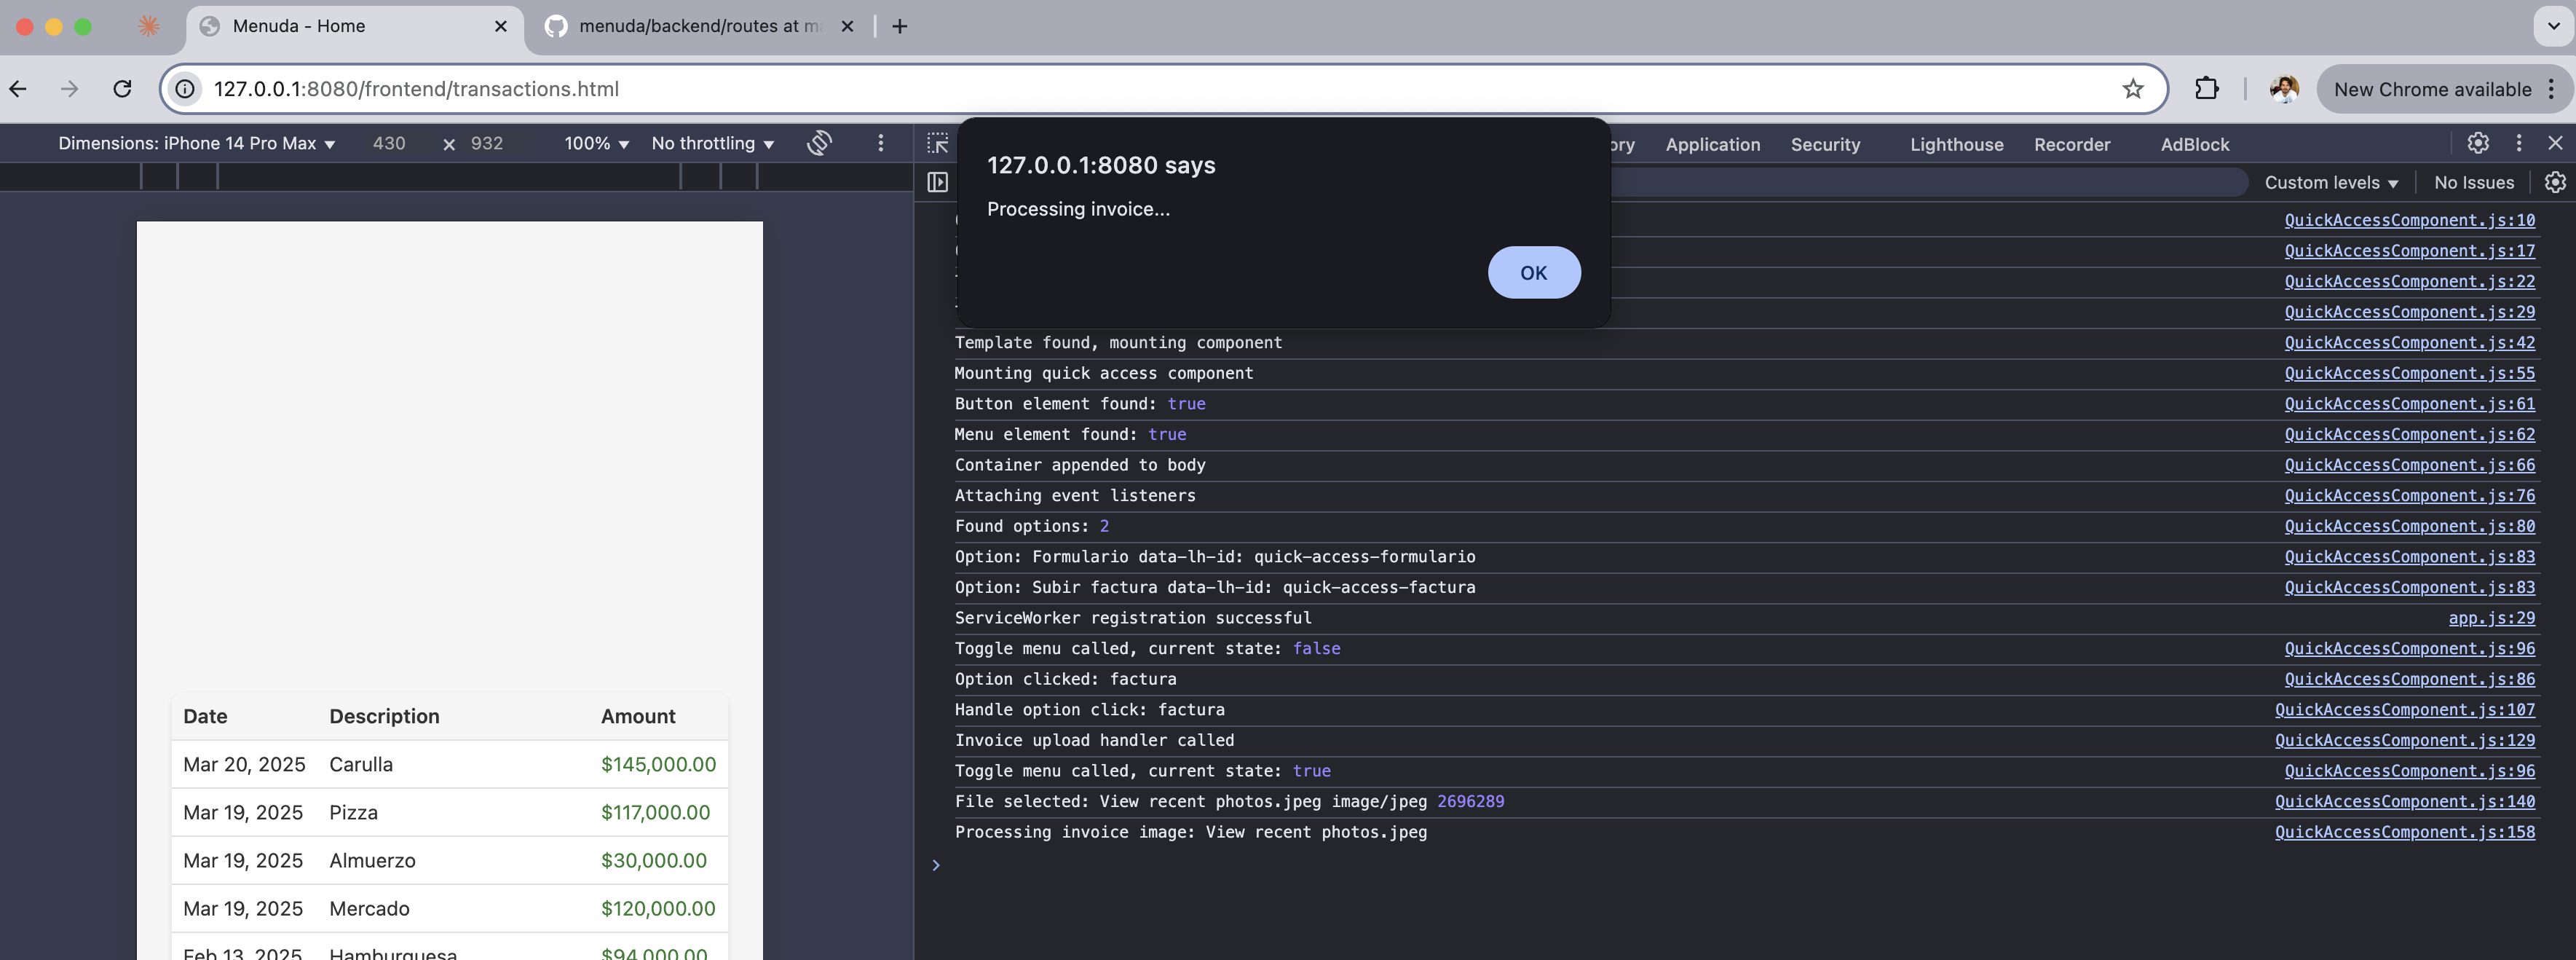 Menuda - Home
menuda/backend/routes at ma
127.0.0.1:8080/frontend/transactions.html
New Chrome available
Dimensions: iPhone 14 Pro Max 430 × 932 100% No throttling
ory Application Security Lighthouse Recorder AdBlock
Custom levels No Issues
127.0.0.1:8080 says
Processing invoice...
OK
QuickAccessComponent.js:10
QuickAccessComponent.js:17
QuickAccessComponent.js:22
QuickAccessComponent.js:29
Template found, mounting component QuickAccessComponent.js:42
Mounting quick access component QuickAccessComponent.js:55
Button element found: true QuickAccessComponent.js:61
Menu element found: true QuickAccessComponent.js:62
Container appended to body QuickAccessComponent.js:66
Attaching event listeners QuickAccessComponent.js:76
Found options: 2 QuickAccessComponent.js:80
Option: Formulario data-lh-id: quick-access-formulario QuickAccessComponent.js:83
Option: Subir factura data-lh-id: quick-access-factura QuickAccessComponent.js:83
ServiceWorker registration successful app.js:29
Toggle menu called, current state: false QuickAccessComponent.js:96
Option clicked: factura QuickAccessComponent.js:86
Handle option click: factura QuickAccessComponent.js:107
Invoice upload handler called QuickAccessComponent.js:129
Toggle menu called, current state: true QuickAccessComponent.js:96
File selected: View recent photos.jpeg image/jpeg 2696289 QuickAccessComponent.js:140
Processing invoice image: View recent photos.jpeg QuickAccessComponent.js:158
Date Description Amount
Mar 20, 2025 Carulla $145,000.00
Mar 19, 2025 Pizza $117,000.00
Mar 19, 2025 Almuerzo $30,000.00
Mar 19, 2025 Mercado $120,000.00
Feb 13, 2025 Hamburguesa $94,000.00